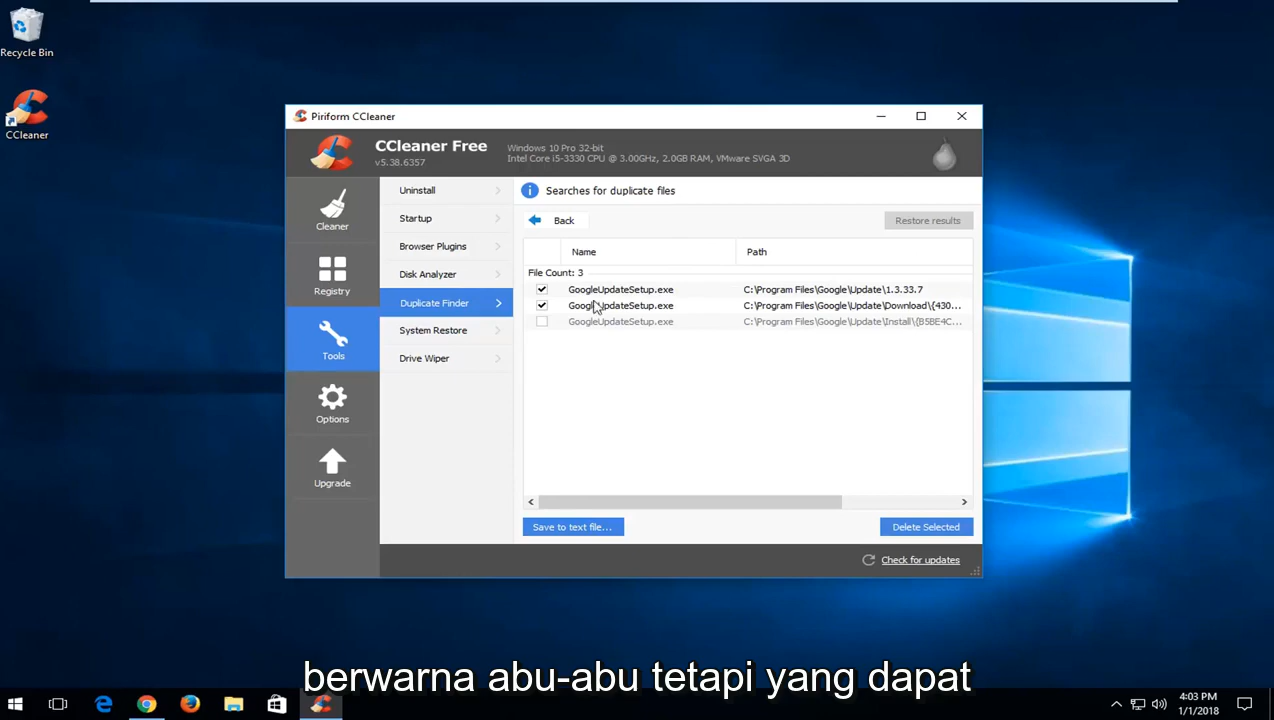 Recycle Bin
CCleaner
Piriform CCleaner
CCleaner Free
v5.38.6357
Windows 10 Pro 32-bit
Intel Core i5-3330 CPU @ 3.00GHz, 2.0GB RAM, VMware SVGA 3D
Cleaner
Registry
Tools
Options
Upgrade
Uninstall
Startup
Browser Plugins
Disk Analyzer
Duplicate Finder
System Restore
Drive Wiper
Searches for duplicate files
Back
Restore results
Name Path
File Count: 3
GoogleUpdateSetup.exe C:\Program Files\Google\Update\1.3.33.7
GoogleUpdateSetup.exe C:\Program Files\Google\Update\Download\{430...
GoogleUpdateSetup.exe C:\Program Files\Google\Update\Install\{B5BE4C...
Save to text file...
Delete Selected
Check for updates
berwarna abu-abu tetapi yang dapat
4:03 PM
1/1/2018